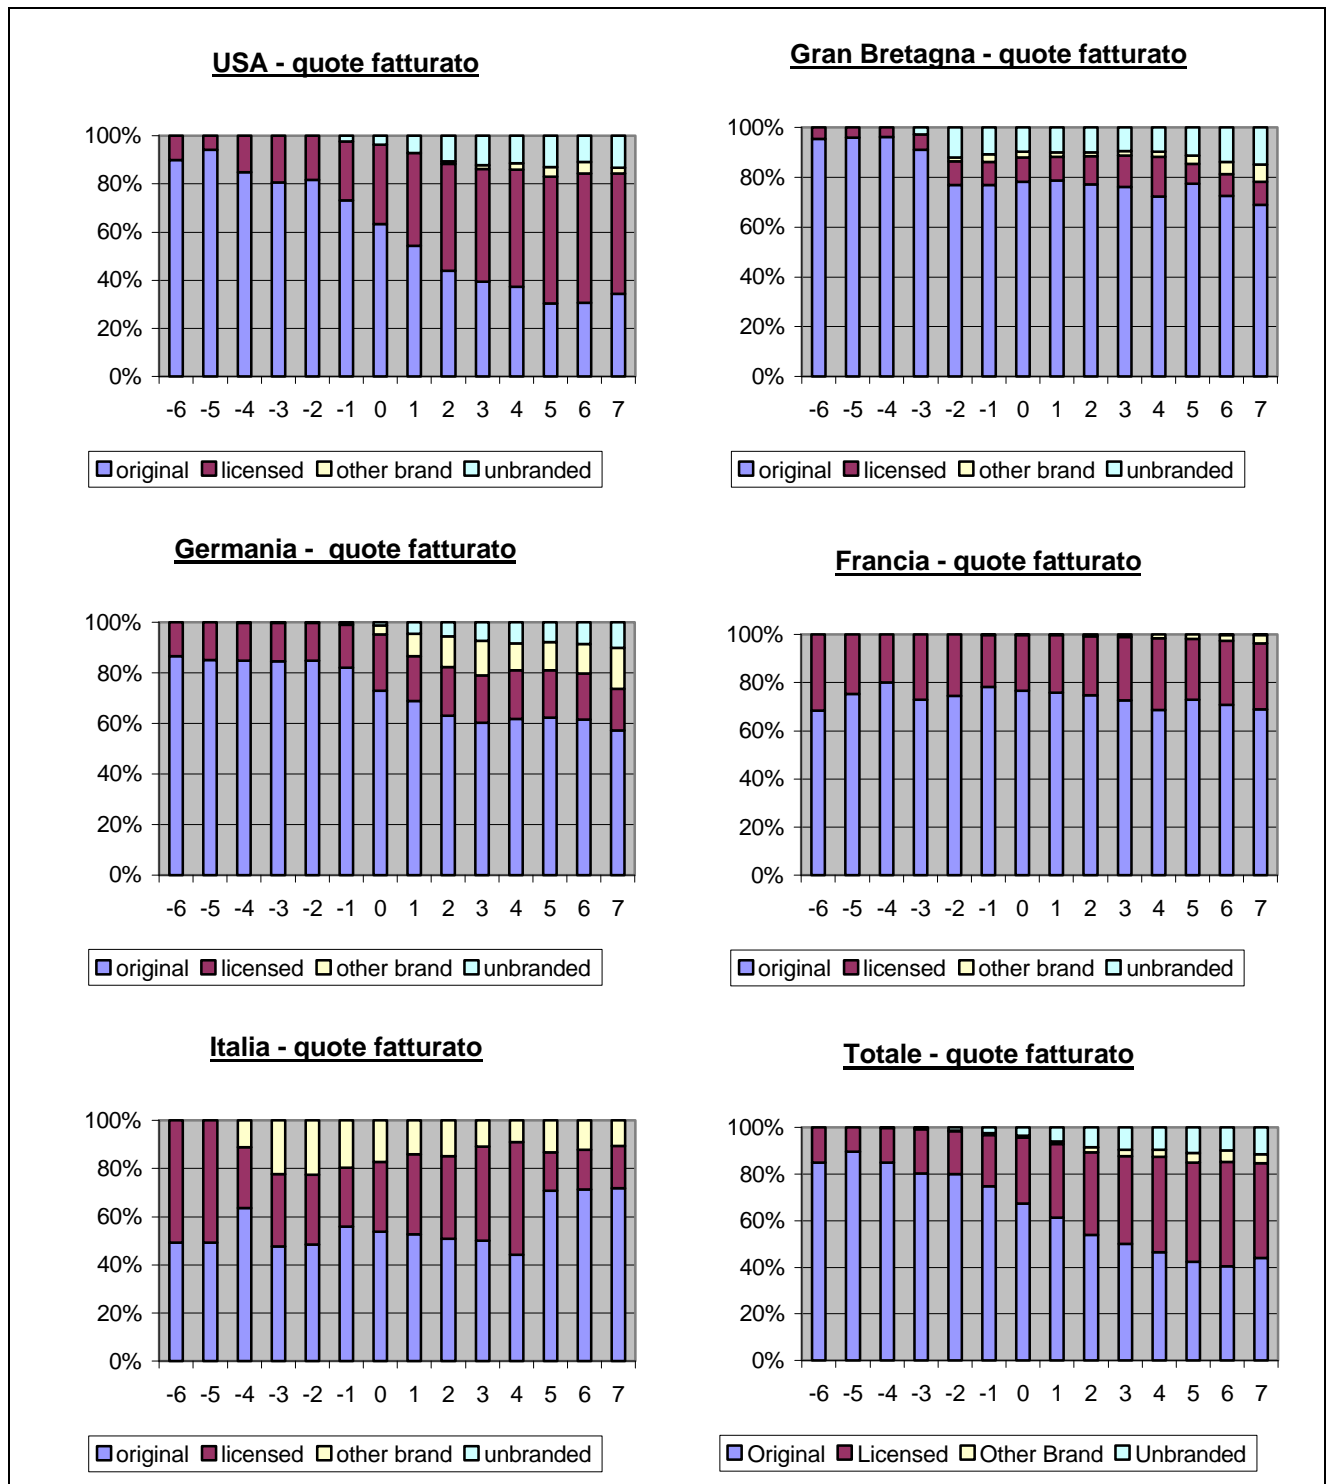 USA - quote fatturato
100%
80%
60%
40%
20%
0%
-6 -5 -4 -3 -2 -1 0 1 2 3 4 5 6 7
original licensed other brand unbranded
Gran Bretagna - quote fatturato
100%
80%
60%
40%
20%
0%
-6 -5 -4 -3 -2 -1 0 1 2 3 4 5 6 7
original licensed other brand unbranded
Germania - quote fatturato
100%
80%
60%
40%
20%
0%
-6 -5 -4 -3 -2 -1 0 1 2 3 4 5 6 7
original licensed other brand unbranded
Francia - quote fatturato
100%
80%
60%
40%
20%
0%
-6 -5 -4 -3 -2 -1 0 1 2 3 4 5 6 7
original licensed other brand unbranded
Italia - quote fatturato
100%
80%
60%
40%
20%
0%
-6 -5 -4 -3 -2 -1 0 1 2 3 4 5 6 7
original licensed other brand unbranded
Totale - quote fatturato
100%
80%
60%
40%
20%
0%
-6 -5 -4 -3 -2 -1 0 1 2 3 4 5 6 7
Original Licensed Other Brand Unbranded